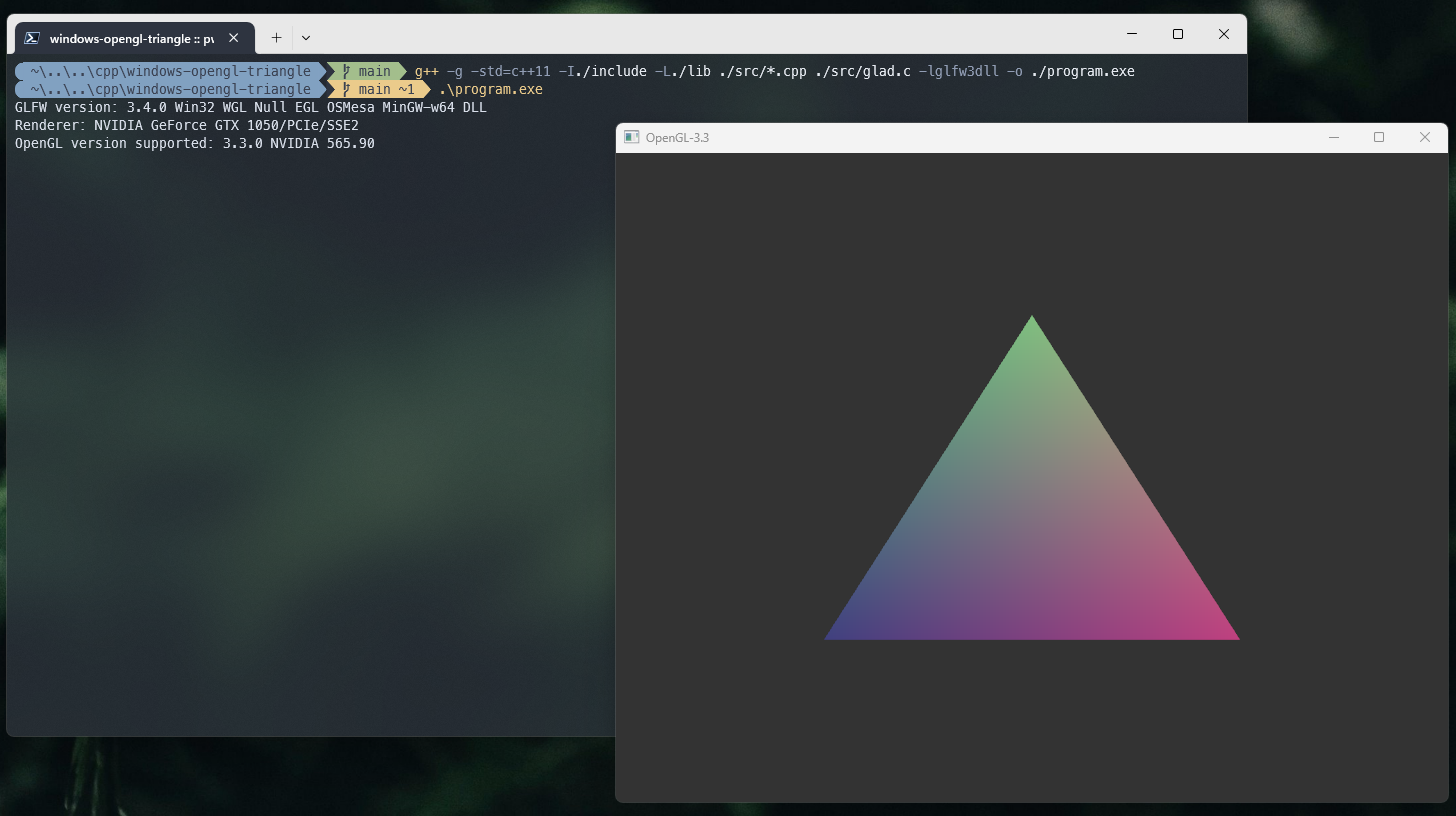 windows-opengl-triangle :: pv
~\..\..\cpp\windows-opengl-triangle main g++ -g -std=c++11 -I./include -L./lib ./src/*.cpp ./src/glad.c -lglfw3dll -o ./program.exe
~\..\..\cpp\windows-opengl-triangle main ~1 .\program.exe
GLFW version: 3.4.0 Win32 WGL Null EGL OSMesa MinGW-w64 DLL
Renderer: NVIDIA GeForce GTX 1050/PCIe/SSE2
OpenGL version supported: 3.3.0 NVIDIA 565.90
OpenGL-3.3